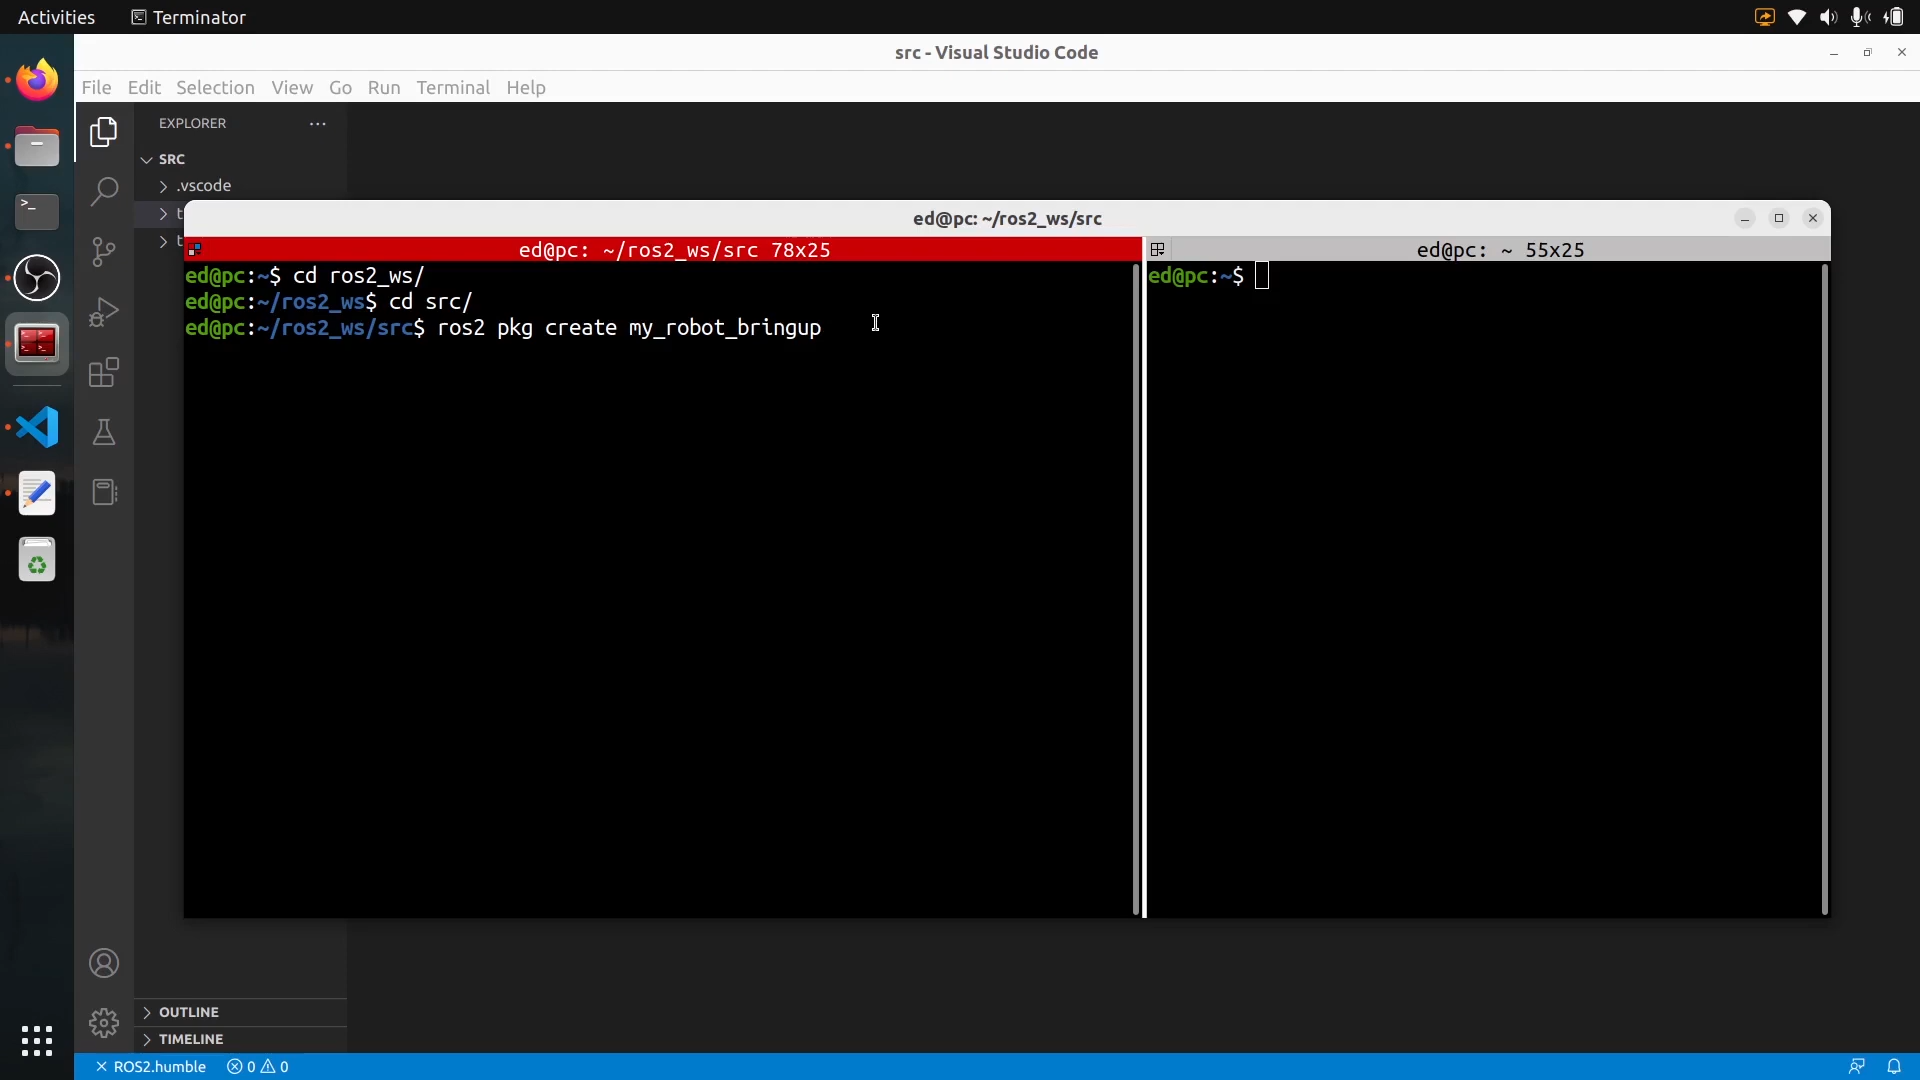 Activities
Terminator
src - Visual Studio Code
File Edit Selection View Go Run Terminal Help
EXPLORER
SRC
.vscode
t
t
ed@pc: ~/ros2_ws/src
ed@pc: ~/ros2_ws/src 78x25
ed@pc:~$ cd ros2_ws/
ed@pc:~/ros2_ws$ cd src/
ed@pc:~/ros2_ws/src$ ros2 pkg create my_robot_bringup
ed@pc: ~ 55x25
ed@pc:~$
OUTLINE
TIMELINE
ROS2.humble 0 0